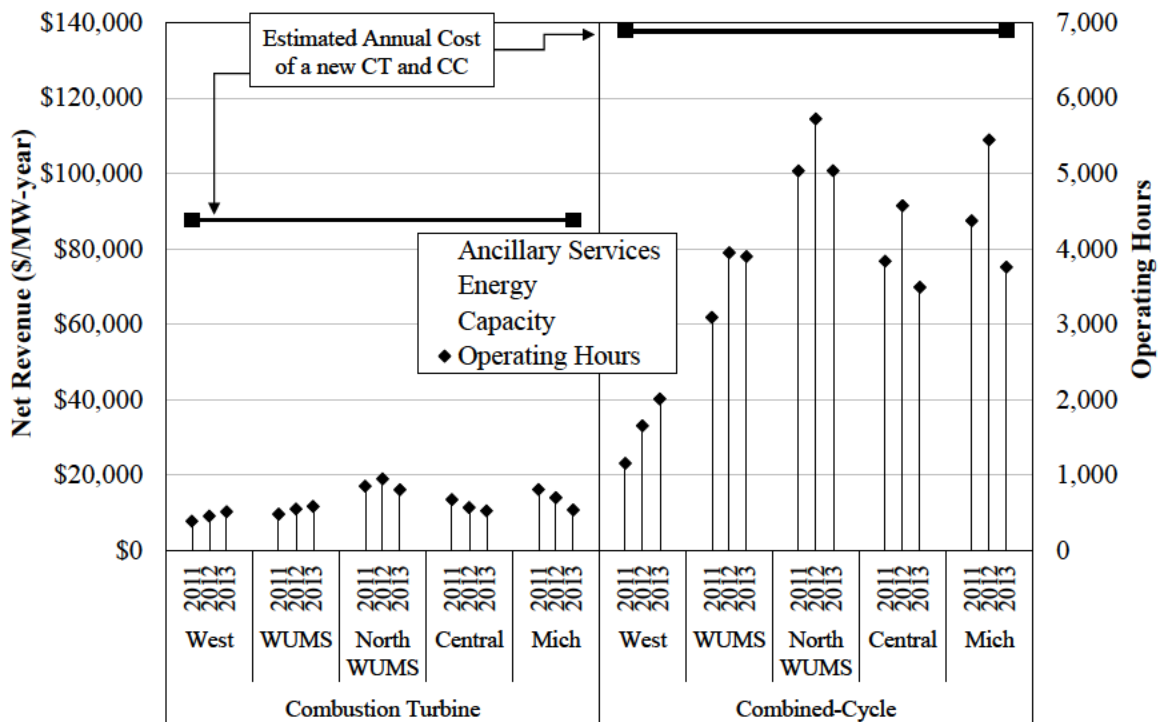 Net Revenue ($/MW-year)
$140,000
$120,000
$100,000
$80,000
$60,000
$40,000
$20,000
$0
Estimated Annual Cost
of a new CT and CC
Ancillary Services
Energy
Capacity
Operating Hours
7,000
6,000
5,000
4,000
3,000
2,000
1,000
0
Operating Hours
2011 2012 2013 2011 2012 2013 2011 2012 2013 2011 2012 2013 2011 2012 2013 2011 2012 2013 2011 2012 2013 2011 2012 2013 2011 2012 2013 2011 2012 2013
West WUMS North Central Mich West WUMS North Central Mich
WUMS WUMS
Combustion Turbine Combined-Cycle